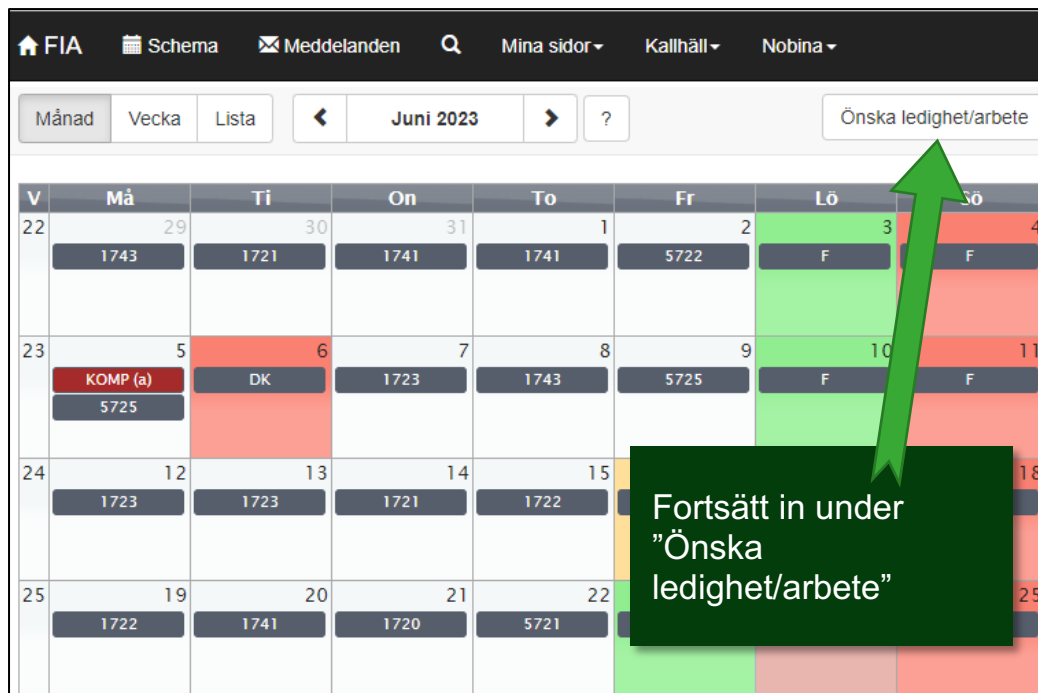 FIA Schema Meddelanden Mina sidor Kallhäll Nobina
Månad Vecka Lista Juni 2023 ? Önska ledighet/arbete
V Må Ti On To Fr Lö Sö
22 29 30 31 1 2 3 4
1743 1721 1741 1741 5722 F F
23 5 6 7 8 9 10 11
KOMP (a) DK 1723 1743 5725 F F
5725
24 12 13 14 15 18
1723 1723 1721 1722
Fortsätt in under
”Önska
ledighet/arbete”
25 19 20 21 22 25
1722 1741 1720 5721